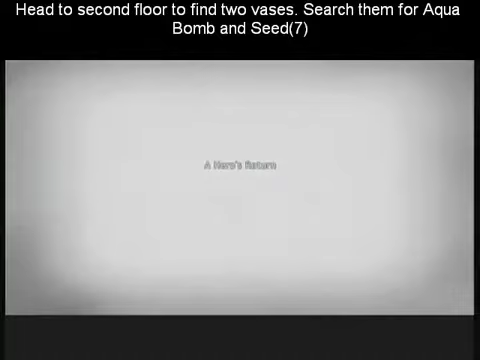 Head to second floor to find two vases. Search them for Aqua
Bomb and Seed(7)
A Hero's Return